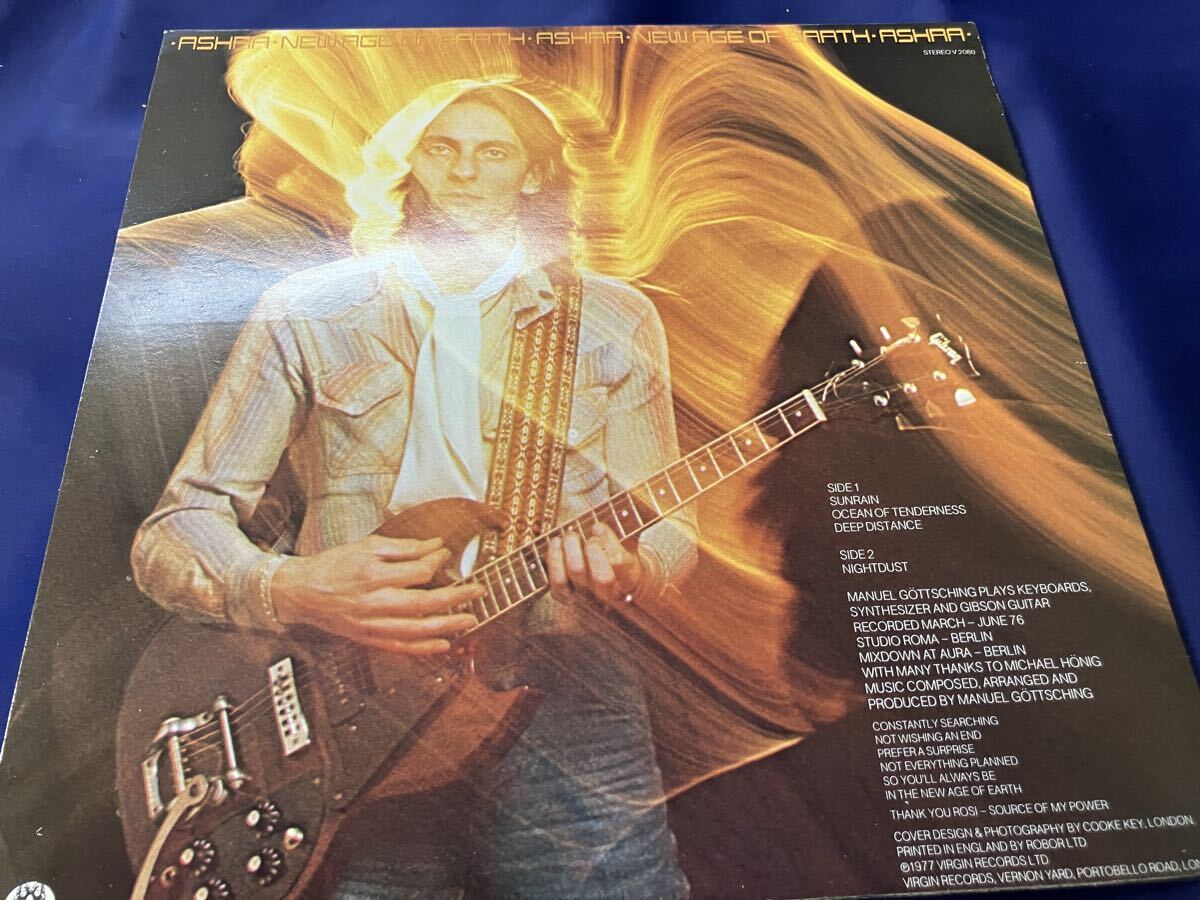 ·ASHRA·NEW AGE OF EARTH·ASHRA·NEW AGE OF EARTH·ASHRA·
STEREO V 2080
Gibson
SIDE 1
SUNRAIN
OCEAN OF TENDERNESS
DEEP DISTANCE
SIDE 2
NIGHTDUST
MANUEL GÖTTSCHING PLAYS KEYBOARDS,
SYNTHESIZER AND GIBSON GUITAR
RECORDED MARCH – JUNE 76
STUDIO ROMA – BERLIN
MIXDOWN AT AURA – BERLIN
WITH MANY THANKS TO MICHAEL HÖNIG
MUSIC COMPOSED, ARRANGED AND
PRODUCED BY MANUEL GÖTTSCHING
CONSTANTLY SEARCHING
NOT WISHING AN END
PREFER A SURPRISE
NOT EVERYTHING PLANNED
SO YOU'LL ALWAYS BE
IN THE NEW AGE OF EARTH
THANK YOU ROSI – SOURCE OF MY POWER
COVER DESIGN & PHOTOGRAPHY BY COOKE KEY, LONDON
PRINTED IN ENGLAND BY ROBOR LTD
℗1977 VIRGIN RECORDS LTD
VIRGIN RECORDS, VERNON YARD, PORTOBELLO ROAD, LON